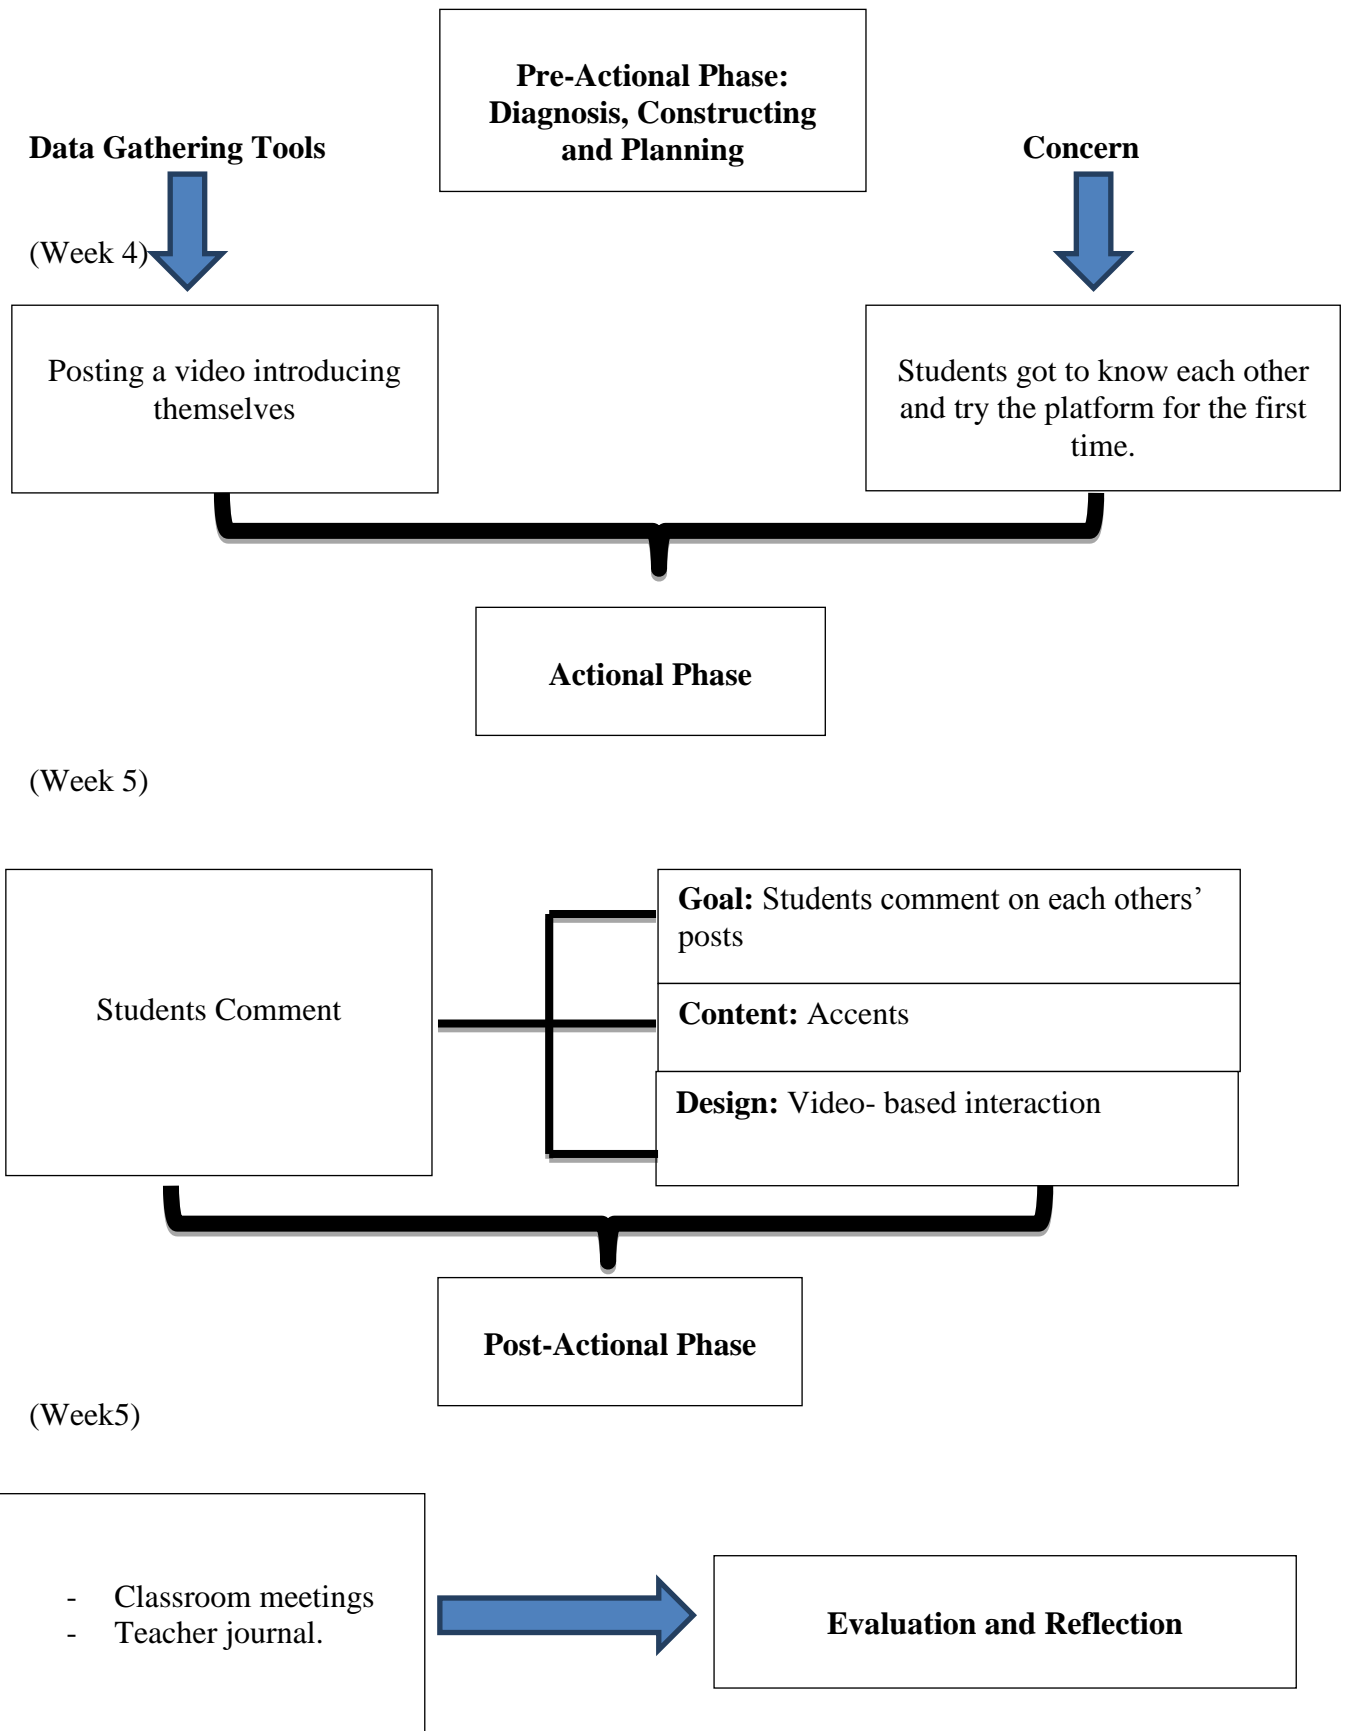 Pre-Actional Phase:
Diagnosis, Constructing
and Planning
Data Gathering Tools
Concern
(Week 4)
Posting a video introducing
themselves
Students got to know each other
and try the platform for the first
time.
Actional Phase
(Week 5)
Students Comment
Goal: Students comment on each others’
posts
Content: Accents
Design: Video- based interaction
Post-Actional Phase
(Week5)
- Classroom meetings
- Teacher journal.
Evaluation and Reflection